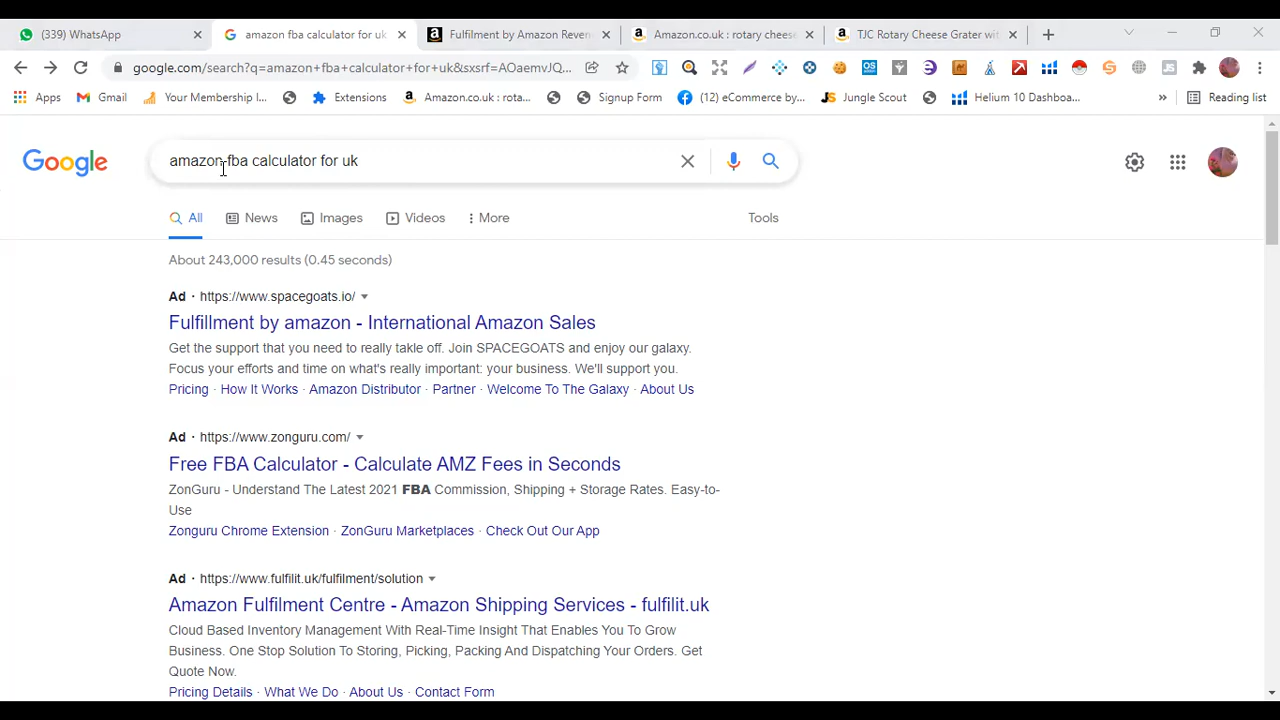 (339) WhatsApp
amazon fba calculator for uk
Fulfilment by Amazon Reven
Amazon.co.uk : rotary cheese
TJC Rotary Cheese Grater wit
google.com/search?q=amazon+fba+calculator+for+uk&sxsrf=AOaemvJQ...
Apps
Gmail
Your Membership I...
Extensions
Amazon.co.uk : rota...
Signup Form
(12) eCommerce by...
Jungle Scout
Helium 10 Dashboa...
»
Reading list
Google
amazon fba calculator for uk
All
News
Images
Videos
More
Tools
About 243,000 results (0.45 seconds)
Ad · https://www.spacegoats.io/
Fulfillment by amazon - International Amazon Sales
Get the support that you need to really take off. Join SPACEGOATS and enjoy our galaxy.
Focus your efforts and time on what's really important: your business. We'll support you.
Pricing · How It Works · Amazon Distributor · Partner · Welcome To The Galaxy · About Us
Ad · https://www.zonguru.com/
Free FBA Calculator - Calculate AMZ Fees in Seconds
ZonGuru - Understand The Latest 2021 FBA Commission, Shipping + Storage Rates. Easy-to-
Use
Zonguru Chrome Extension · ZonGuru Marketplaces · Check Out Our App
Ad · https://www.fulfilit.uk/fulfilment/solution
Amazon Fulfilment Centre - Amazon Shipping Services - fulfilit.uk
Cloud Based Inventory Management With Real-Time Insight That Enables You To Grow
Business. One Stop Solution To Storing, Picking, Packing And Dispatching Your Orders. Get
Quote Now.
Pricing Details · What We Do · About Us · Contact Form